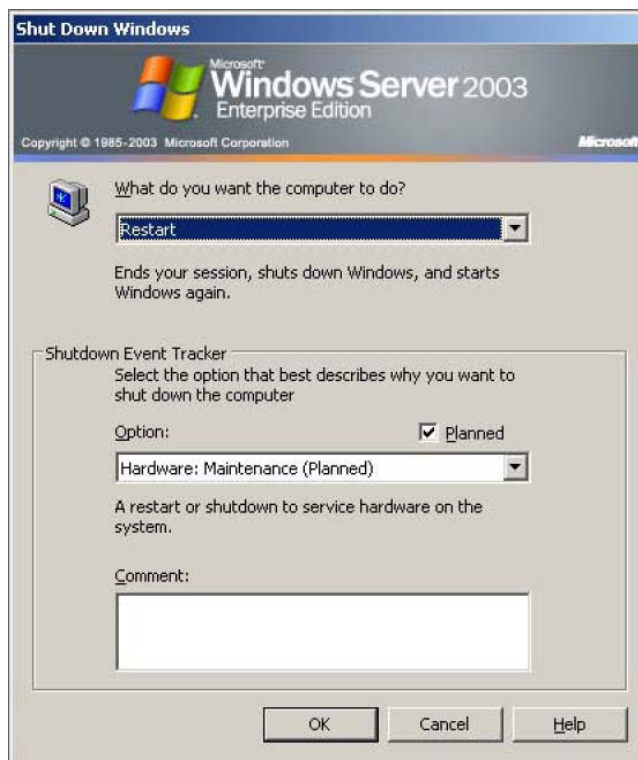 Shut Down Windows
Microsoft
Windows Server 2003
Enterprise Edition
Copyright © 1985-2003 Microsoft Corporation
Microsoft
What do you want the computer to do?
Restart
Ends your session, shuts down Windows, and starts
Windows again.
Shutdown Event Tracker
Select the option that best describes why you want to
shut down the computer
Option:
Planned
Hardware: Maintenance (Planned)
A restart or shutdown to service hardware on the
system.
Comment:
OK
Cancel
Help